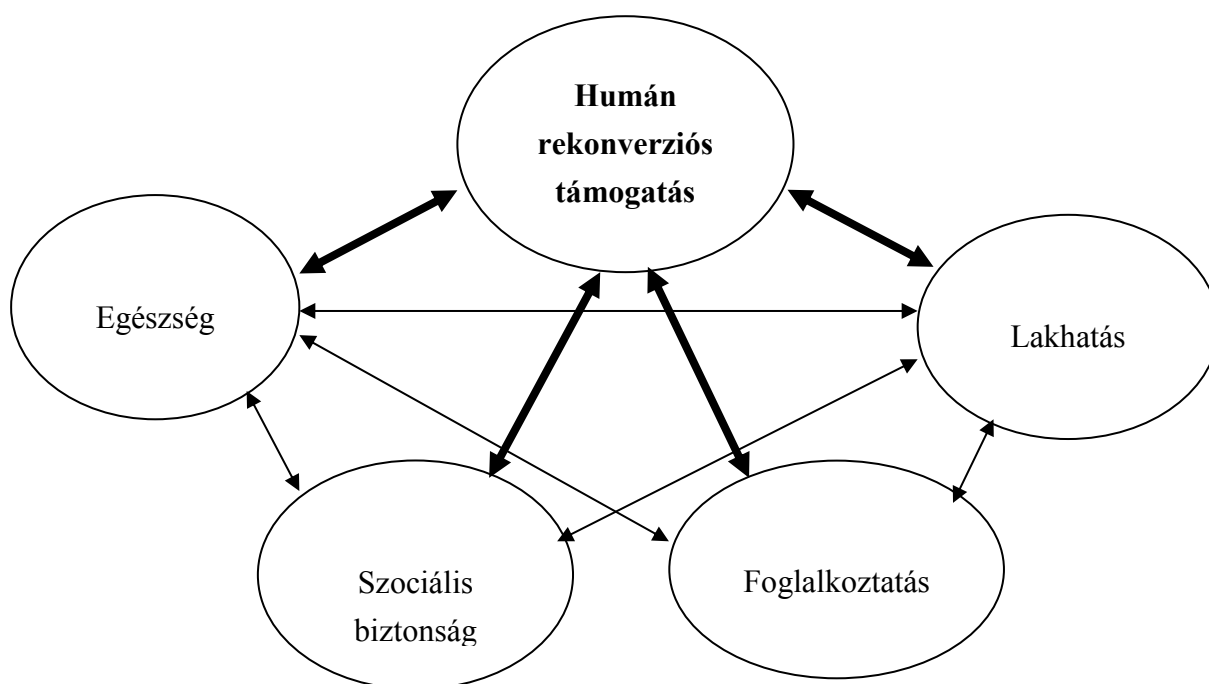 Humán
rekonverziós
támogatás
Egészség
Lakhatás
Szociális
biztonság
Foglalkoztatás